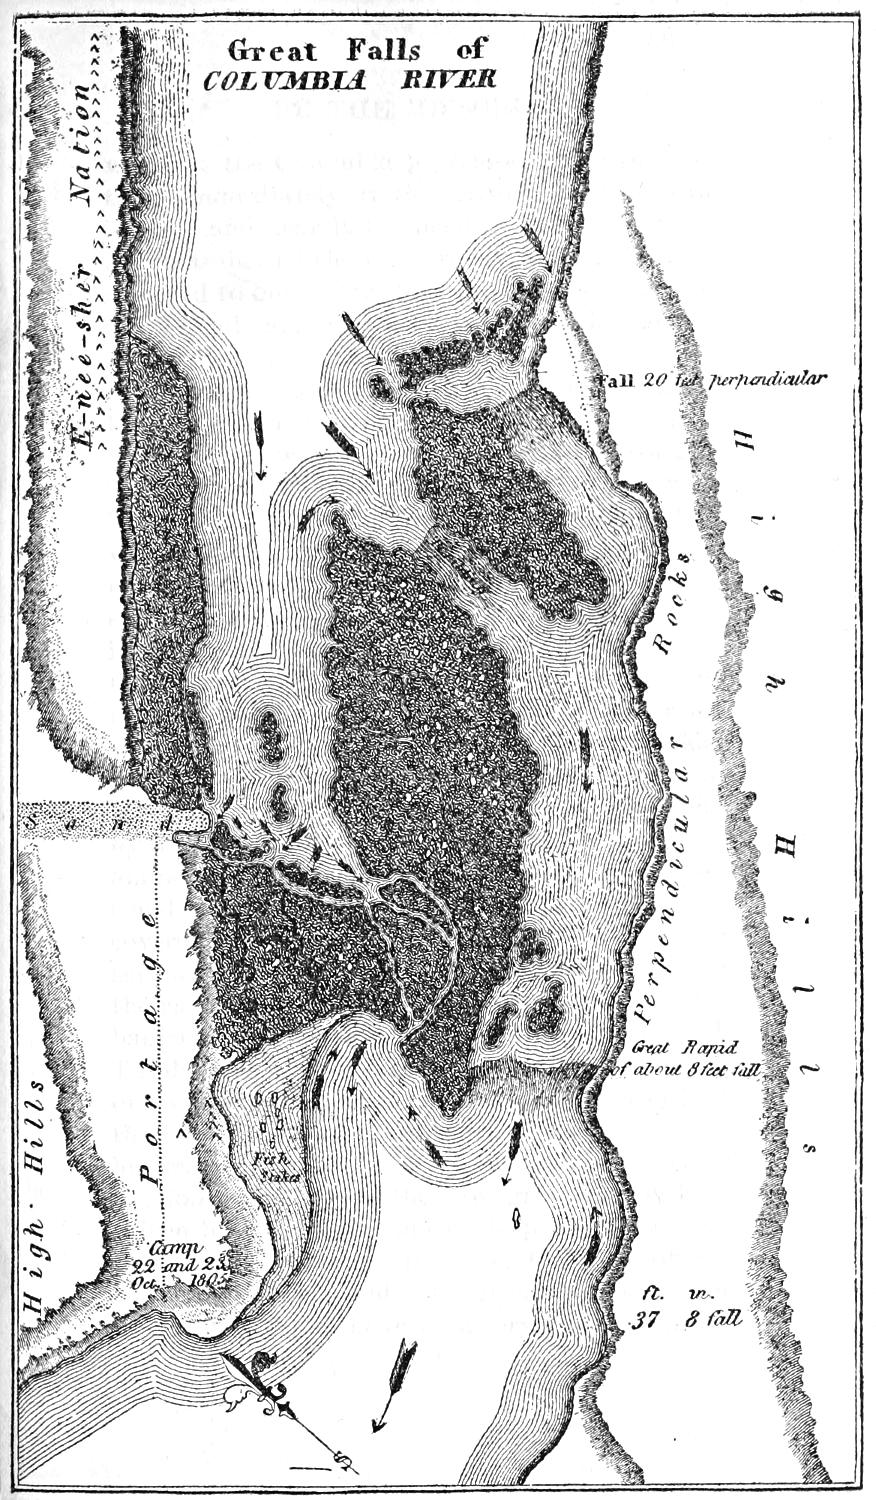 Great Falls of
COLUMBIA RIVER
E-nee-sher Nation
Fall 20 feet perpendicular
High Hills
Perpendicular Rocks
Sand
Portage
High Hills
Great Rapid
of about 8 feet fall
Fish
Stakes
Camp
22 and 23
Oct. 1805
ft. in.
37 8 fall
S